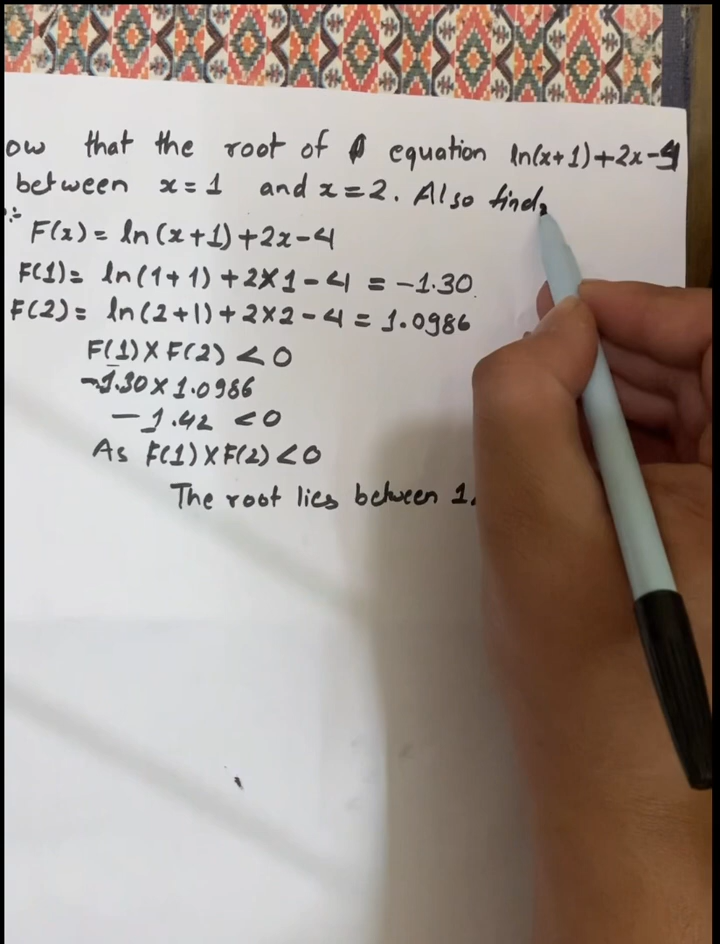 ow that the root of equation ln(x+1)+2x-4
between x=1 and x=2. Also find
F(x)= ln(x+1)+2x-4
F(1)= ln(1+1)+2×1-4 = -1.30
F(2)= ln(2+1)+2×2-4 = 1.0986
F(1)×F(2)<0
-1.30×1.0986
-1.42 <0
As F(1)×F(2)<0
The root lies between 1.